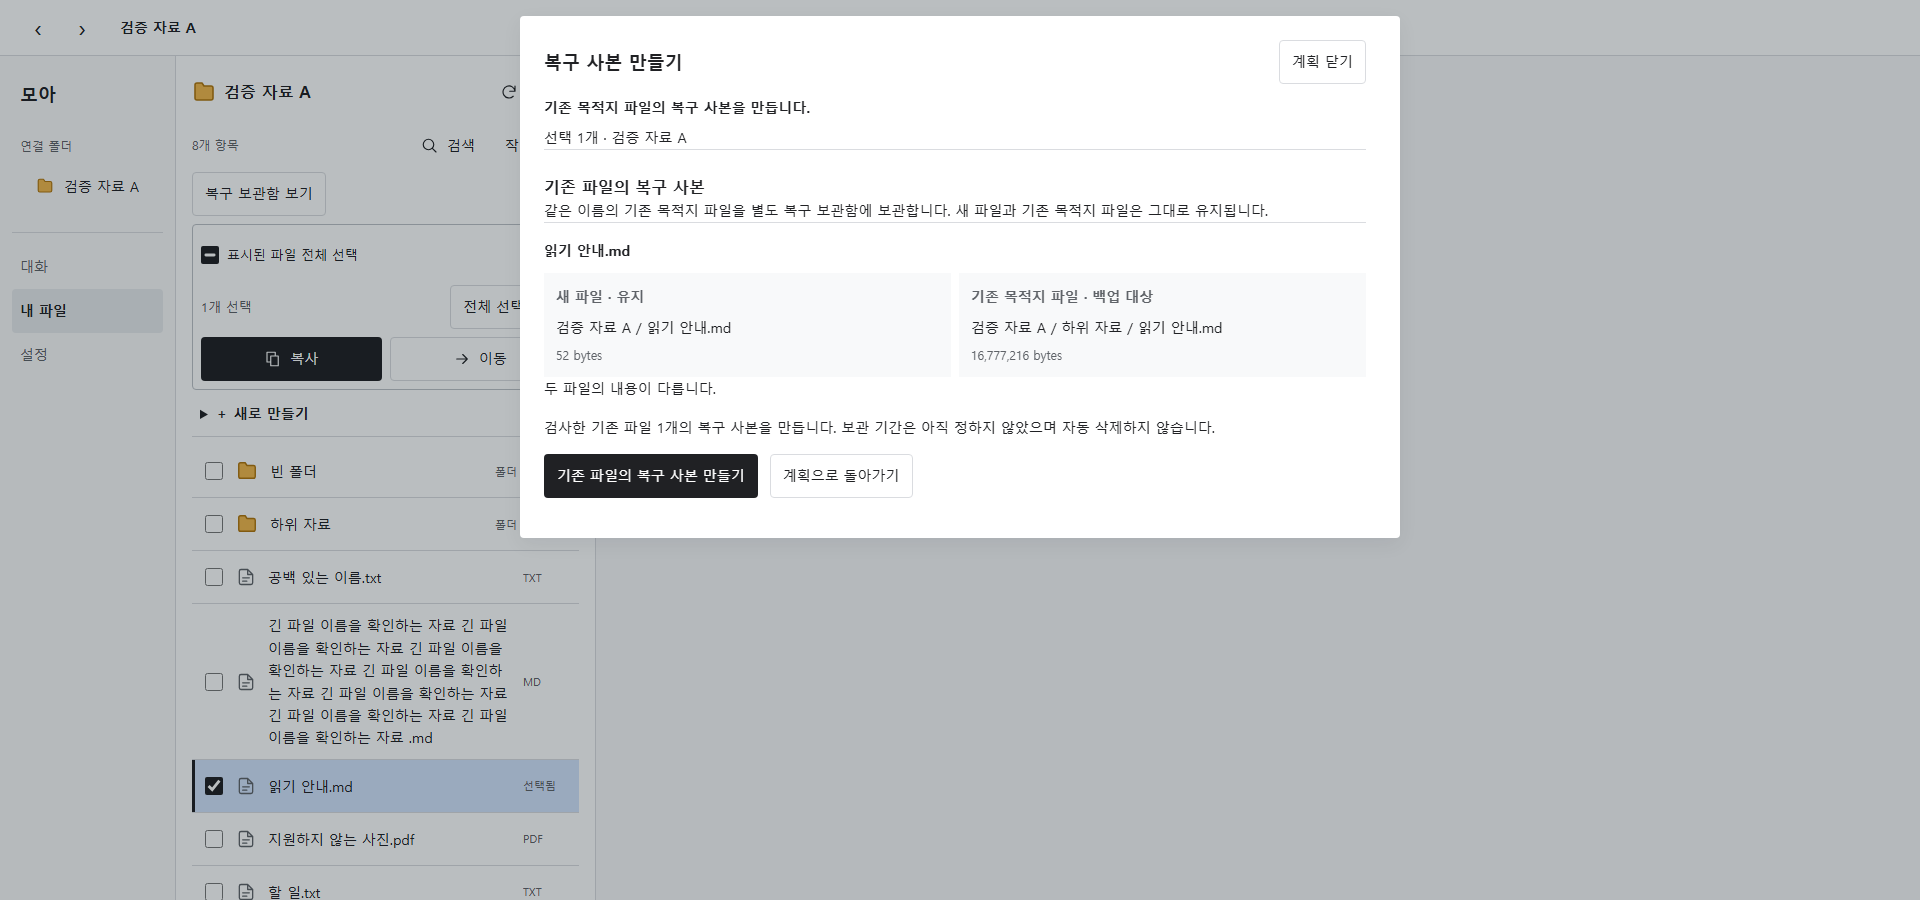 검증 자료 A
모아
연결 폴더
검증 자료 A
대화
내 파일
설정
검증 자료 A
8개 항목
검색
작
복구 보관함 보기
표시된 파일 전체 선택
1개 선택
전체 선택
복사
이동
+ 새로 만들기
빈 폴더
폴더
하위 자료
폴더
공백 있는 이름.txt
TXT
긴 파일 이름을 확인하는 자료 긴 파일
이름을 확인하는 자료 긴 파일 이름을
확인하는 자료 긴 파일 이름을 확인하
는 자료 긴 파일 이름을 확인하는 자료
긴 파일 이름을 확인하는 자료 긴 파일
이름을 확인하는 자료 .md
MD
읽기 안내.md
선택됨
지원하지 않는 사진.pdf
PDF
할 일.txt
TXT
복구 사본 만들기
계획 닫기
기존 목적지 파일의 복구 사본을 만듭니다.
선택 1개 · 검증 자료 A
기존 파일의 복구 사본
같은 이름의 기존 목적지 파일을 별도 복구 보관함에 보관합니다. 새 파일과 기존 목적지 파일은 그대로 유지됩니다.
읽기 안내.md
새 파일 · 유지
검증 자료 A / 읽기 안내.md
52 bytes
기존 목적지 파일 · 백업 대상
검증 자료 A / 하위 자료 / 읽기 안내.md
16,777,216 bytes
두 파일의 내용이 다릅니다.
검사한 기존 파일 1개의 복구 사본을 만듭니다. 보관 기간은 아직 정하지 않았으며 자동 삭제하지 않습니다.
기존 파일의 복구 사본 만들기
계획으로 돌아가기